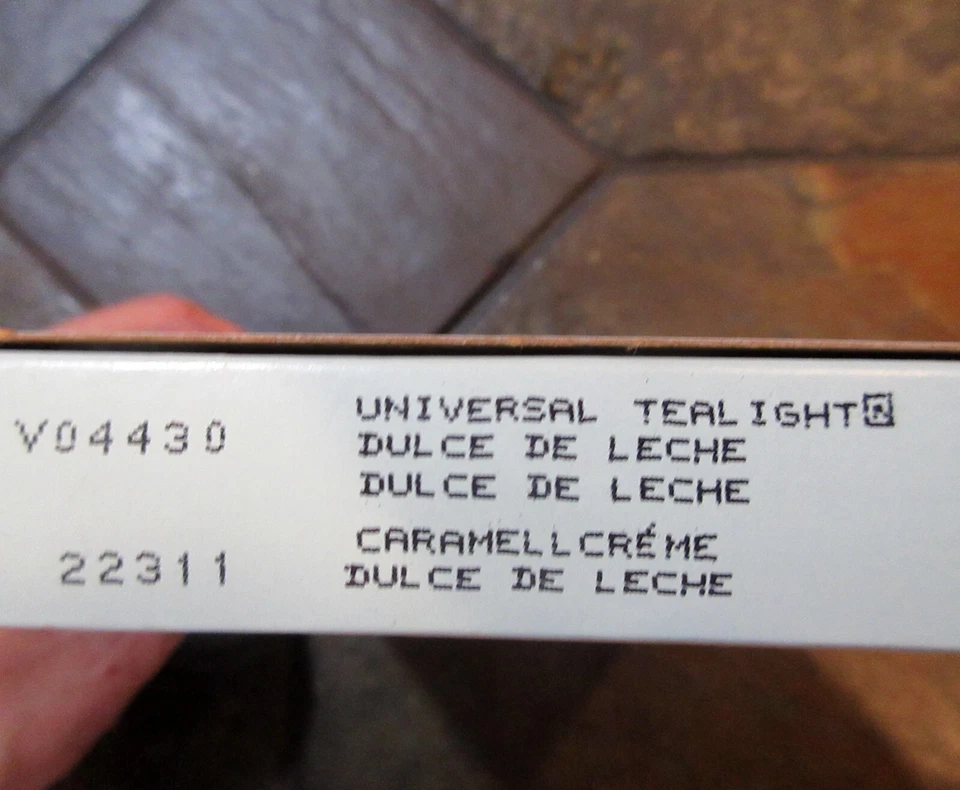 V04430
UNIVERSAL TEALIGHT🅽
DULCE DE LECHE
DULCE DE LECHE
22311
CARAMELLCRÉME
DULCE DE LECHE